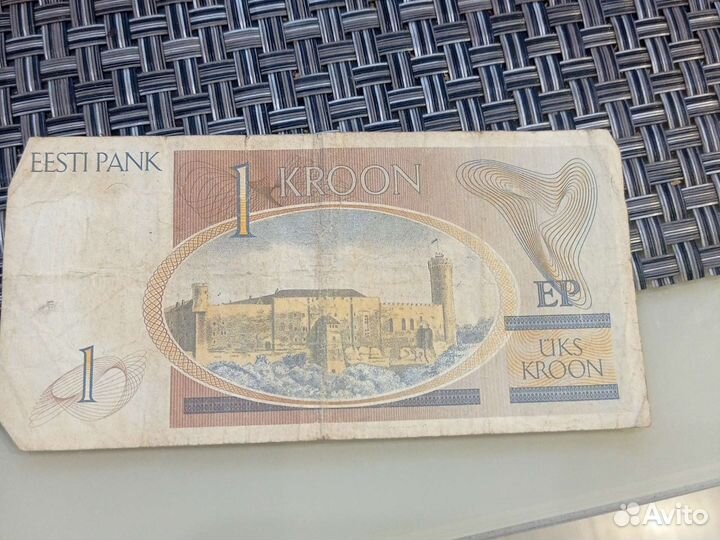 EESTI PANK
1 KROON
EP
ÜKS
KROON
1
Avito